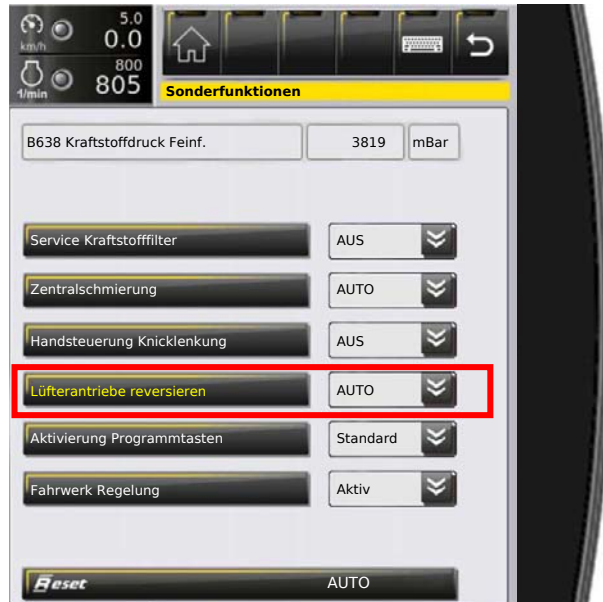 5.0
km/h 0.0
800
1/min 805
Sonderfunktionen
B638 Kraftstoffdruck Feinf. 3819 mBar
Service Kraftstofffilter AUS
Zentralschmierung AUTO
Handsteuerung Knicklenkung AUS
Lüfterantriebe reversieren AUTO
Aktivierung Programmtasten Standard
Fahrwerk Regelung Aktiv
Reset AUTO